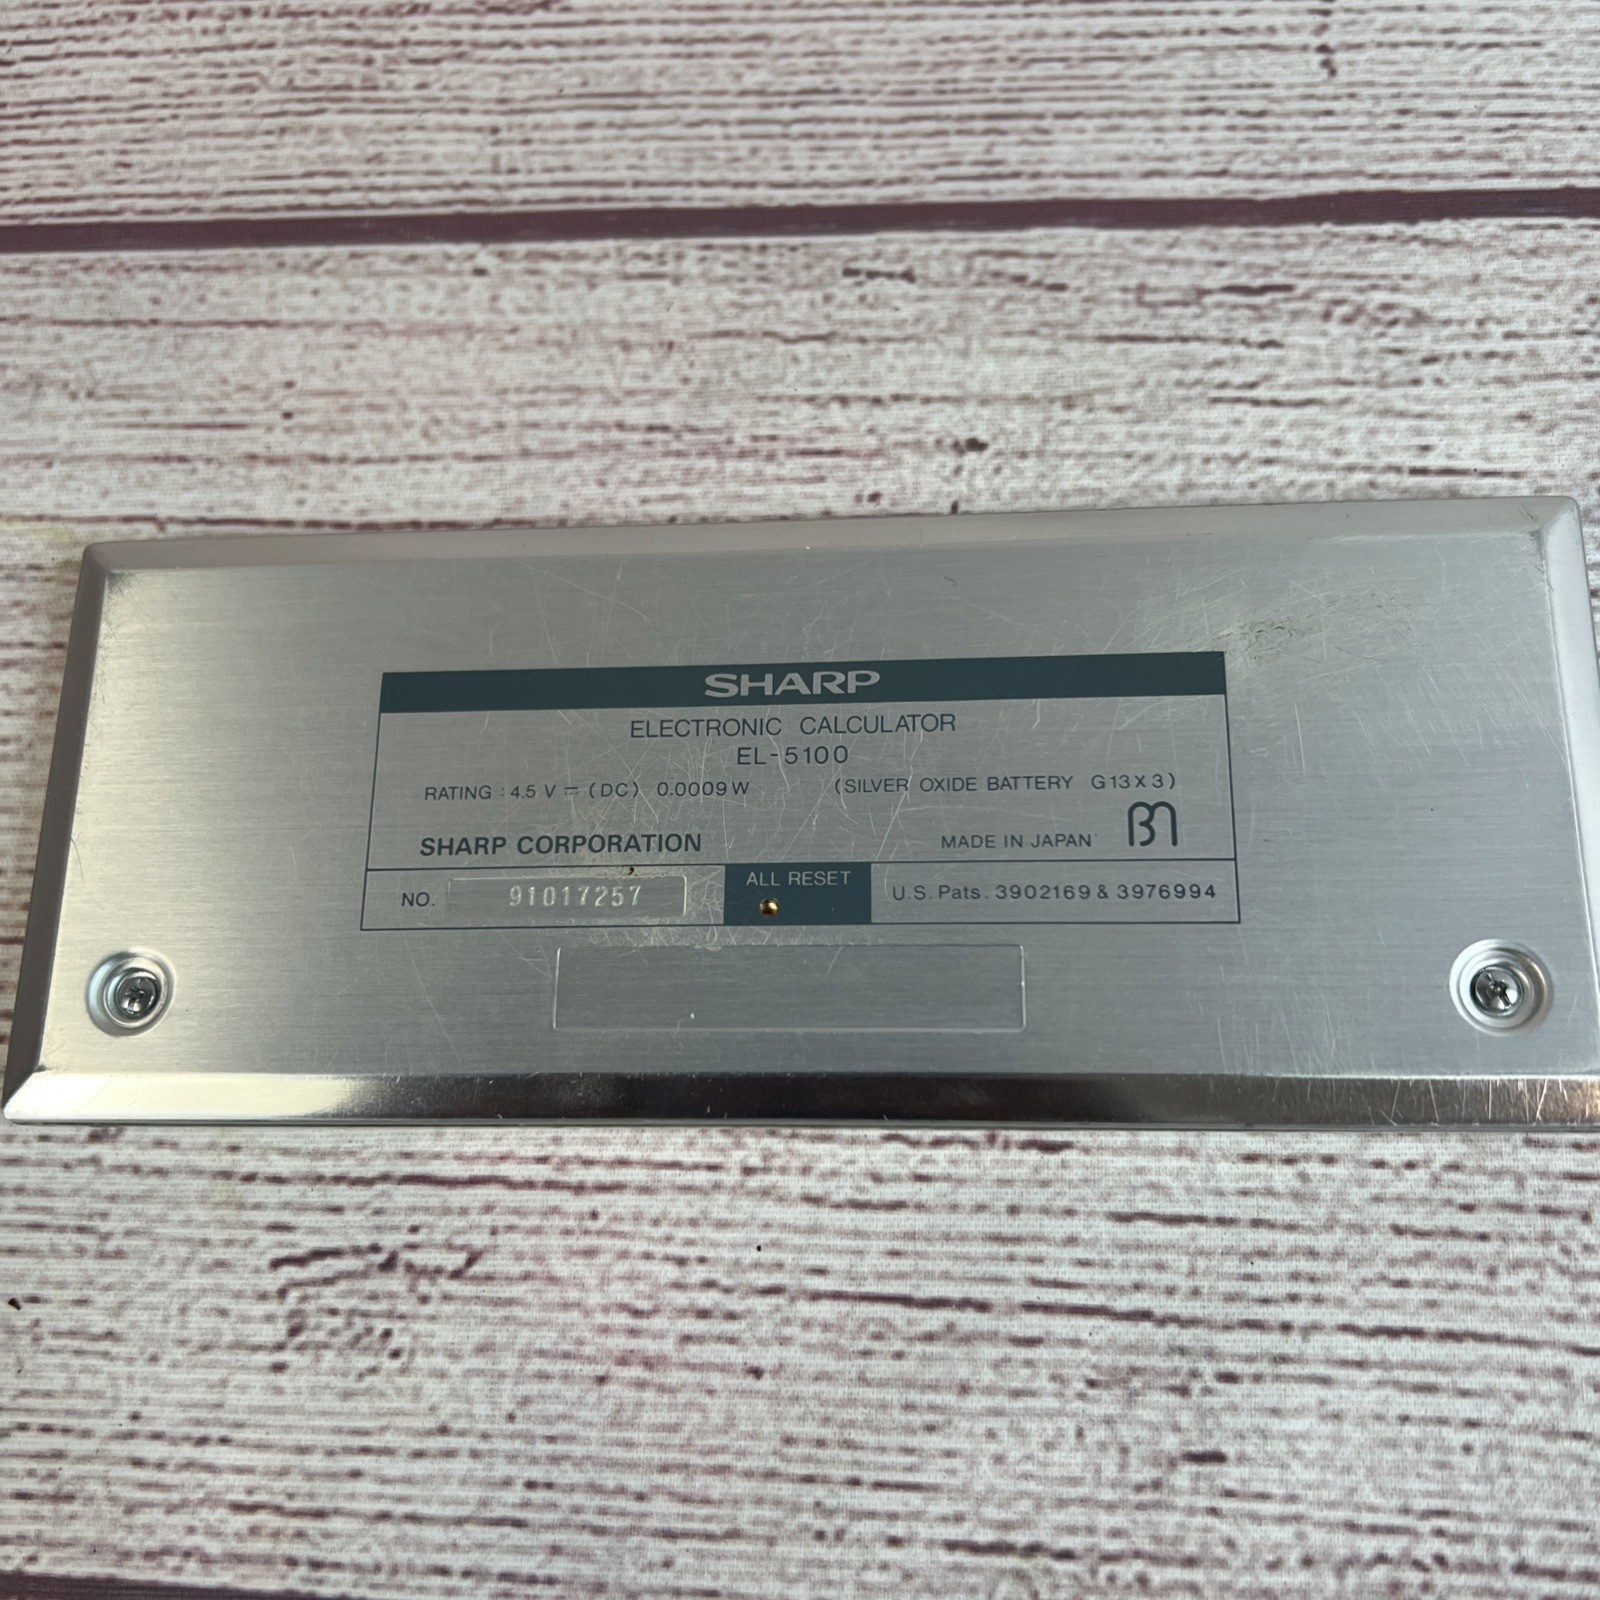 SHARP
ELECTRONIC CALCULATOR
EL-5100
RATING : 4.5 V ⎓ (DC) 0.0009 W (SILVER OXIDE BATTERY G13 X 3)
SHARP CORPORATION MADE IN JAPAN
NO. 91017257 ALL RESET U.S. Pats. 3902169 & 3976994